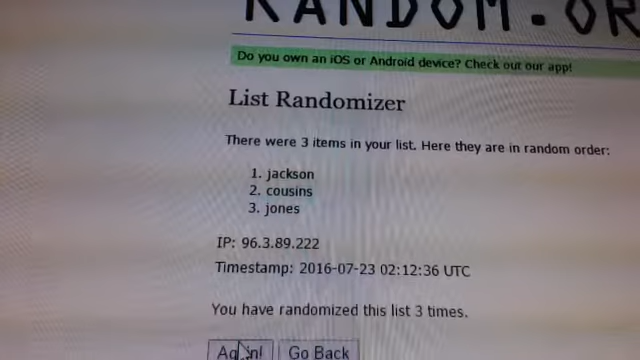 RANDOM.OR
Do you own an iOS or Android device? Check out our app!
List Randomizer
There were 3 items in your list. Here they are in random order:
1. jackson
2. cousins
3. jones
IP: 96.3.89.222
Timestamp: 2016-07-23 02:12:36 UTC
You have randomized this list 3 times.
Again! Go Back